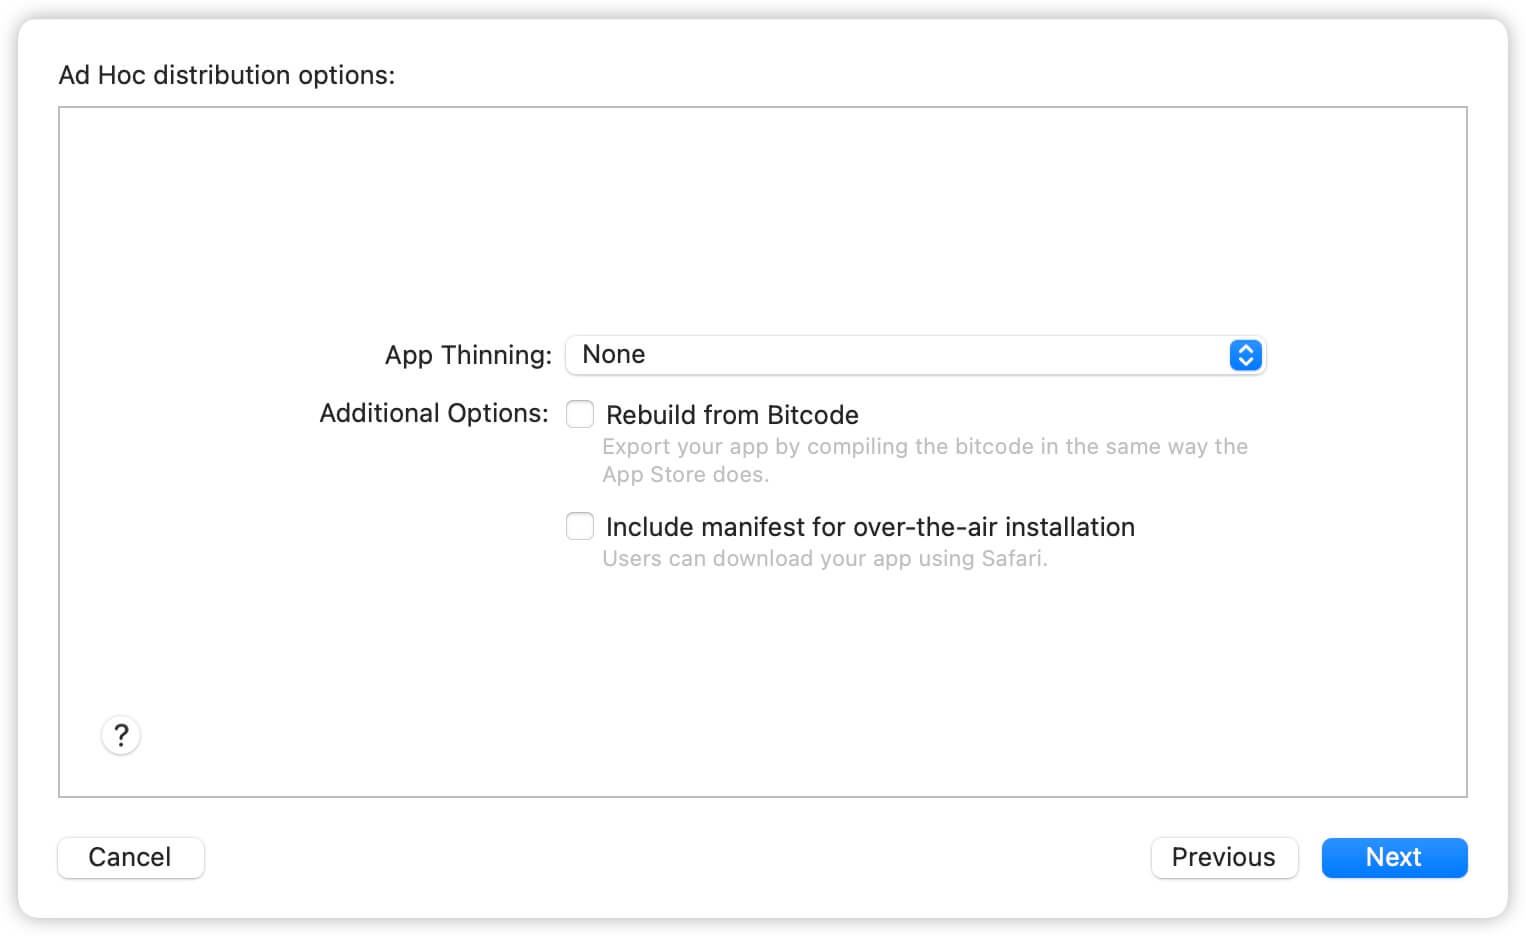 Ad Hoc distribution options:
App Thinning: None
Additional Options: Rebuild from Bitcode
Export your app by compiling the bitcode in the same way the
App Store does.
Include manifest for over-the-air installation
Users can download your app using Safari.
?
Cancel Previous Next